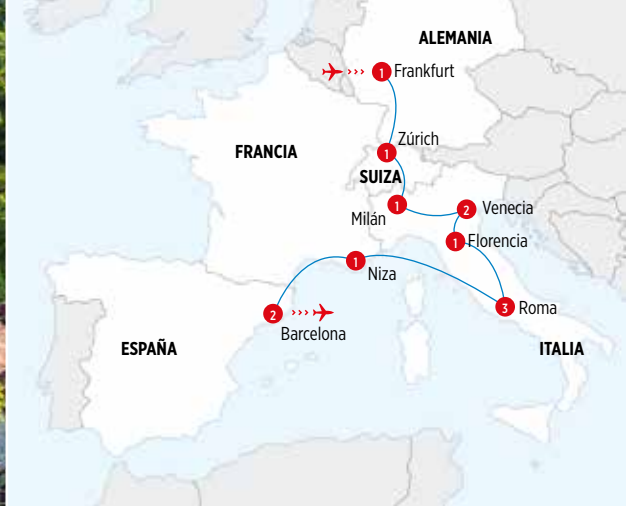 ALEMANIA
1 Frankfurt
Zúrich
1
FRANCIA
SUIZA
1
Milán
2 Venecia
1 Florencia
1
Niza
3 Roma
2
Barcelona
ESPAÑA
ITALIA